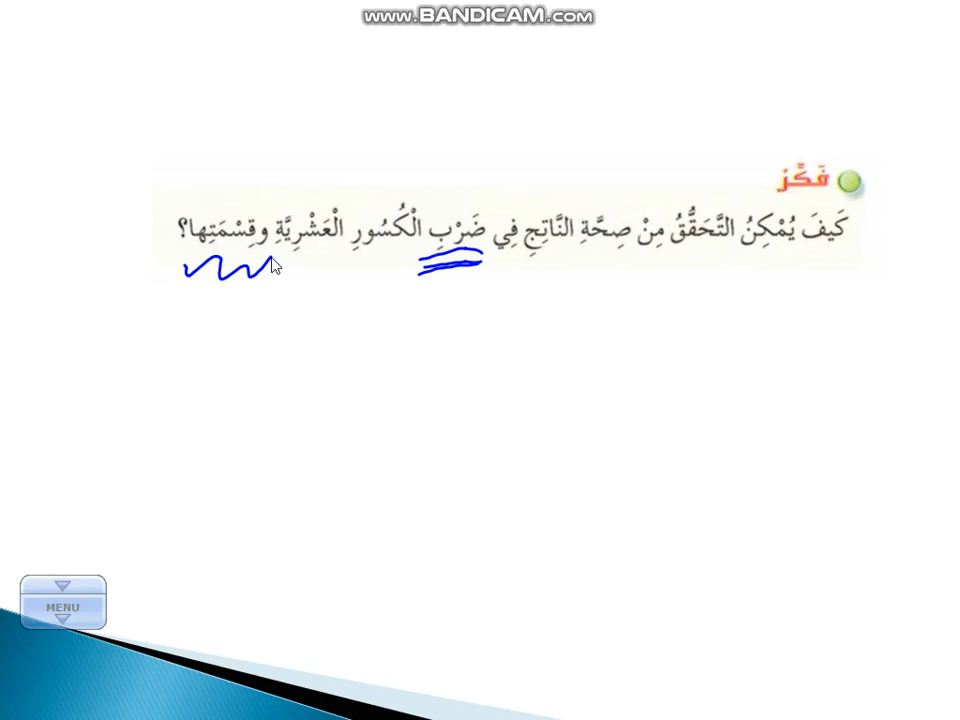 www.BANDICAM.com
فَكِّر
كَيفَ يُمْكِنُ التَّحَقُّقُ مِنْ صِحَّةِ النَّاتِجِ فِي ضَرْبِ الْكُسُورِ الْعَشْرِيَّةِ وقِسْمَتِها؟
MENU